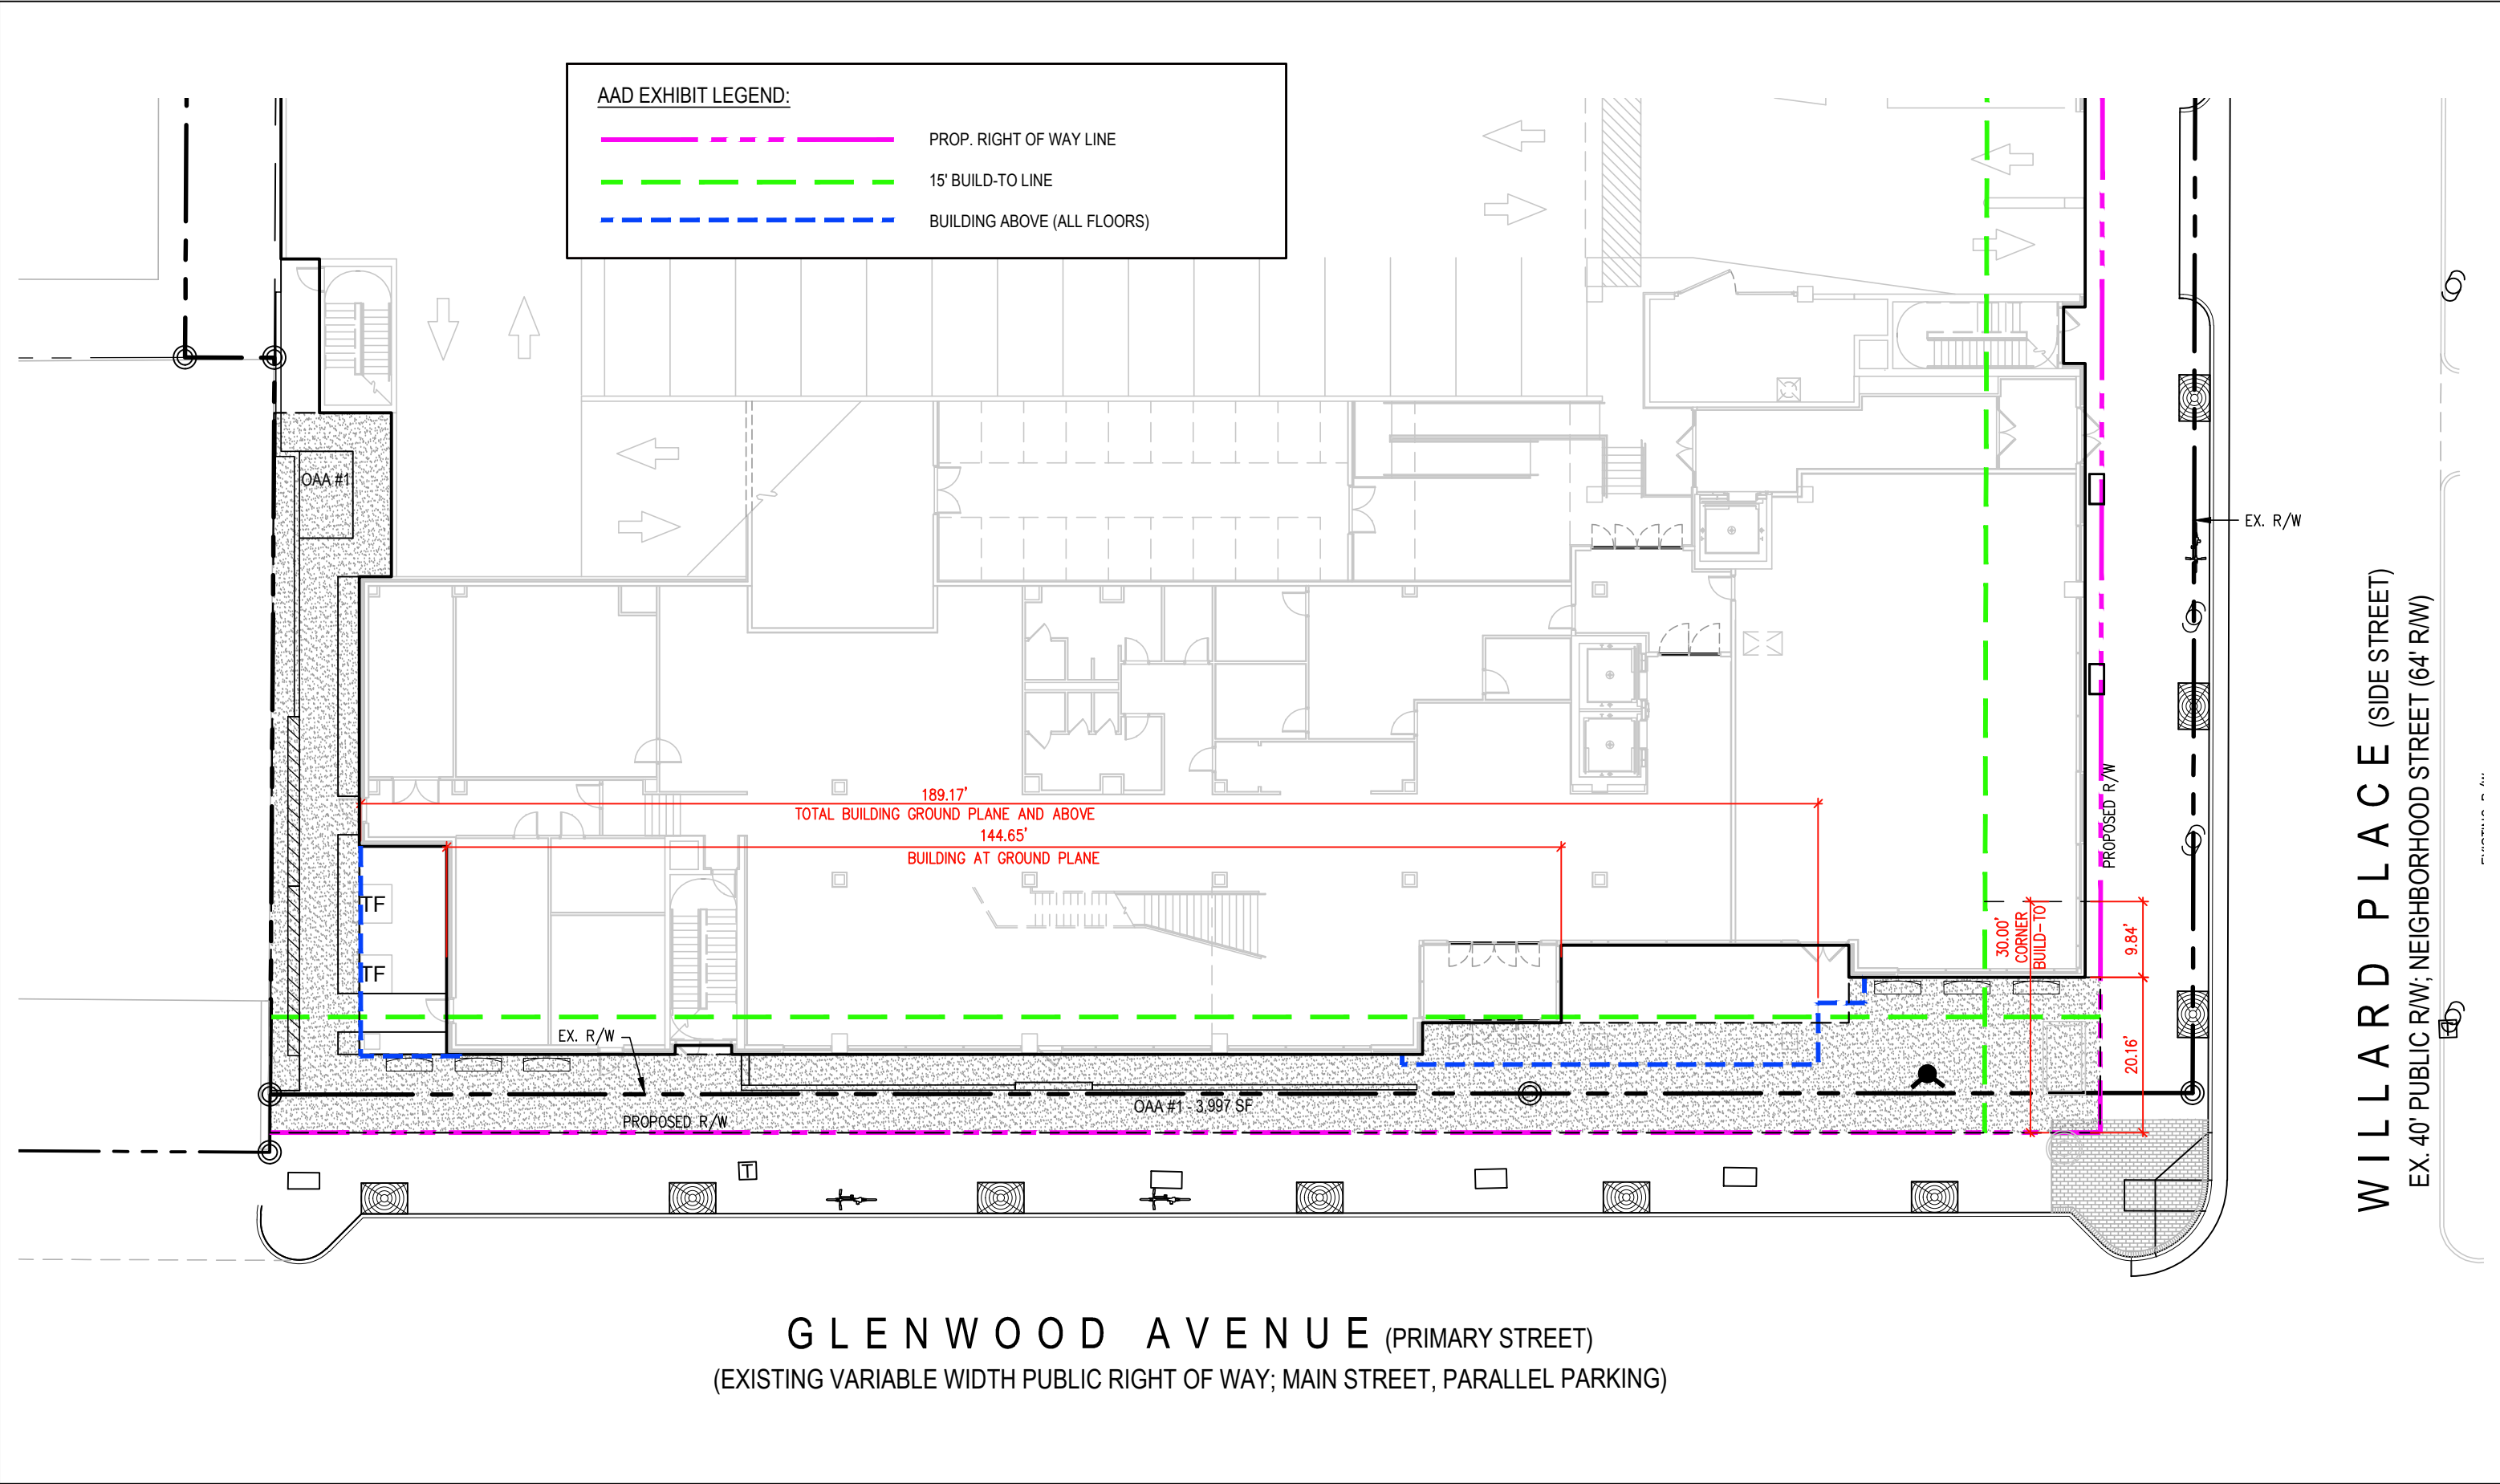 AAD EXHIBIT LEGEND:
PROP. RIGHT OF WAY LINE
15' BUILD-TO LINE
BUILDING ABOVE (ALL FLOORS)
OAA #1
EX. R/W
189.17'
TOTAL BUILDING GROUND PLANE AND ABOVE
144.65'
BUILDING AT GROUND PLANE
TF
TF
EX. R/W
PROPOSED R/W
OAA #1 - 3,997 SF
PROPOSED R/W
30.00'
CORNER
BUILD-TO
9.84'
20.16'
T
T
WILLARD PLACE (SIDE STREET)
EX. 40' PUBLIC R/W; NEIGHBORHOOD STREET (64' R/W)
GLENWOOD AVENUE (PRIMARY STREET)
(EXISTING VARIABLE WIDTH PUBLIC RIGHT OF WAY; MAIN STREET, PARALLEL PARKING)